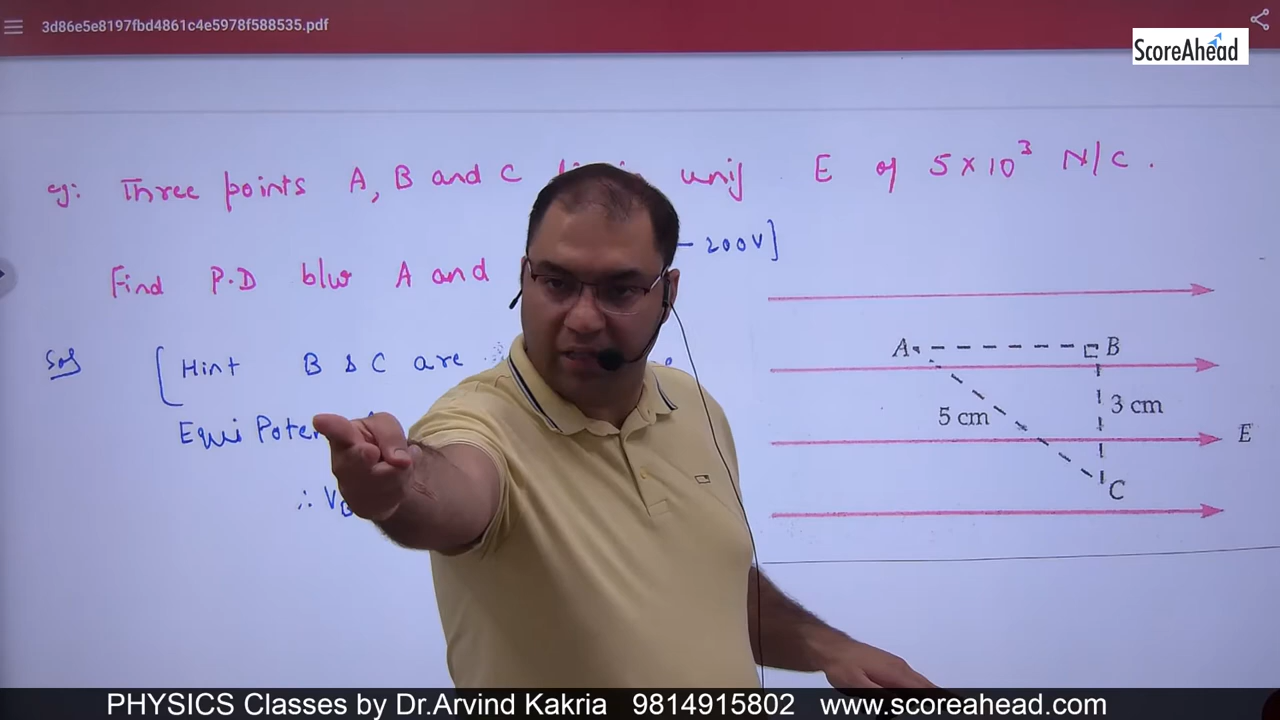 3d86e5e8197fbd4861c4e5978f588535.pdf
ScoreAhead
eg: Three points A, B and C unif E of 5×10³ N/C.
Find P.D b/w A and - 200V]
Sol [Hint B & C are
Equi
∴ V
A B
5 cm 3 cm
E
C
PHYSICS Classes by Dr.Arvind Kakria 9814915802 www.scoreahead.com